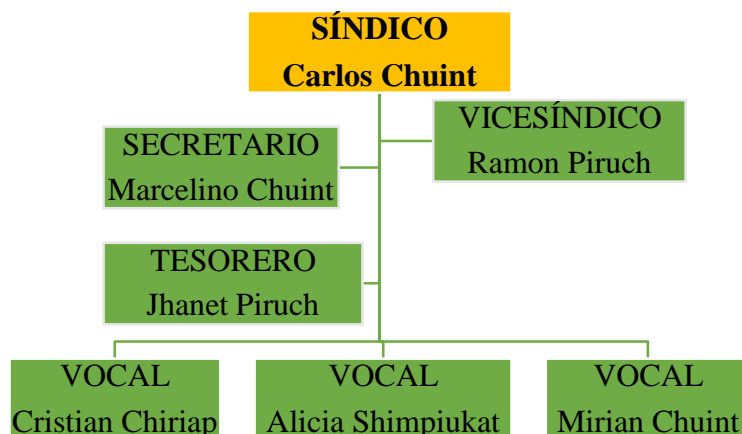 SÍNDICO
Carlos Chuint
VICESÍNDICO
Ramon Piruch
SECRETARIO
Marcelino Chuint
TESORERO
Jhanet Piruch
VOCAL
Cristian Chiriap
VOCAL
Alicia Shimpiukat
VOCAL
Mirian Chuint